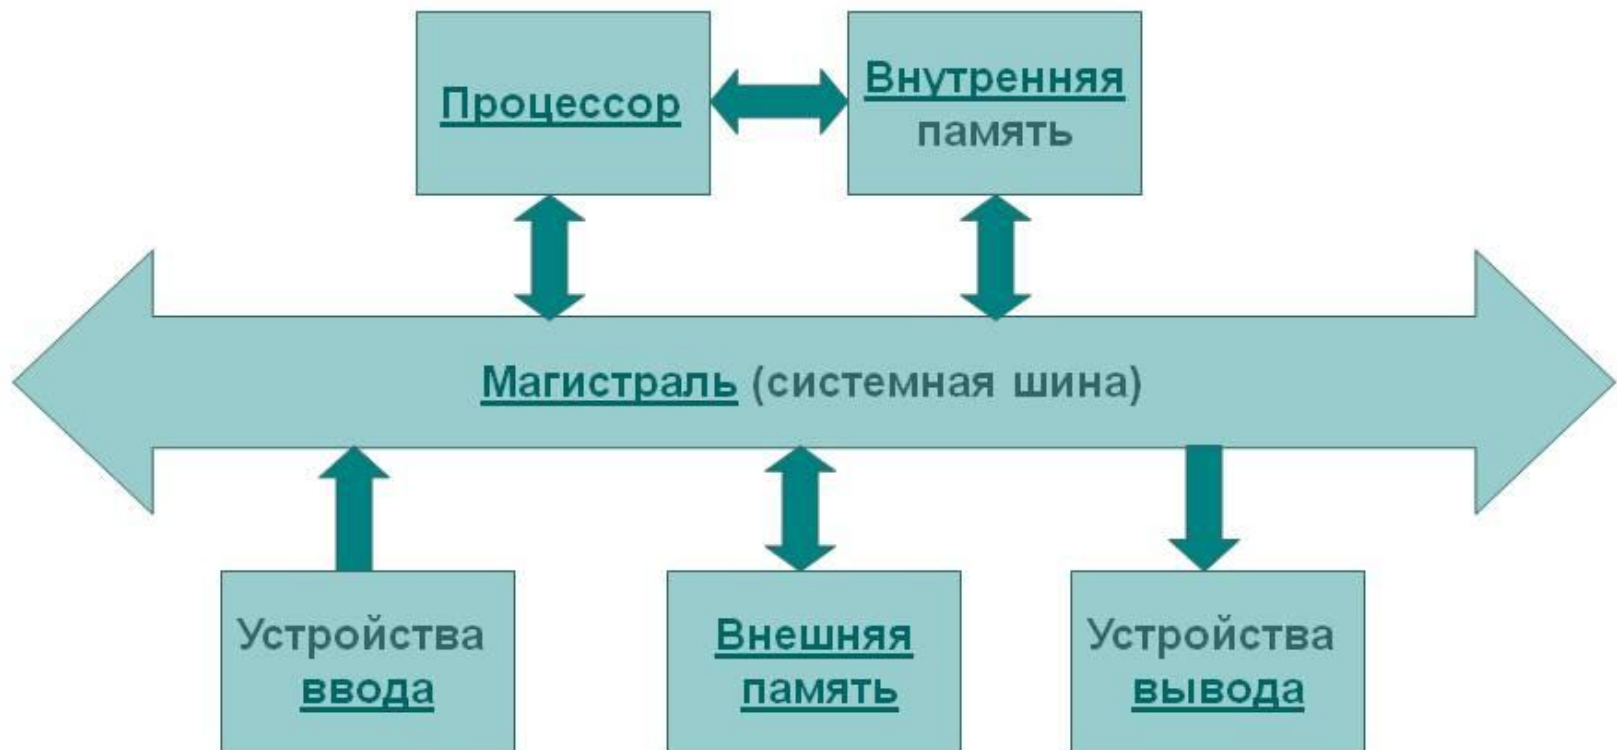 Процессор
Внутренняя
память
Магистраль (системная шина)
Устройства
ввода
Внешняя
память
Устройства
вывода